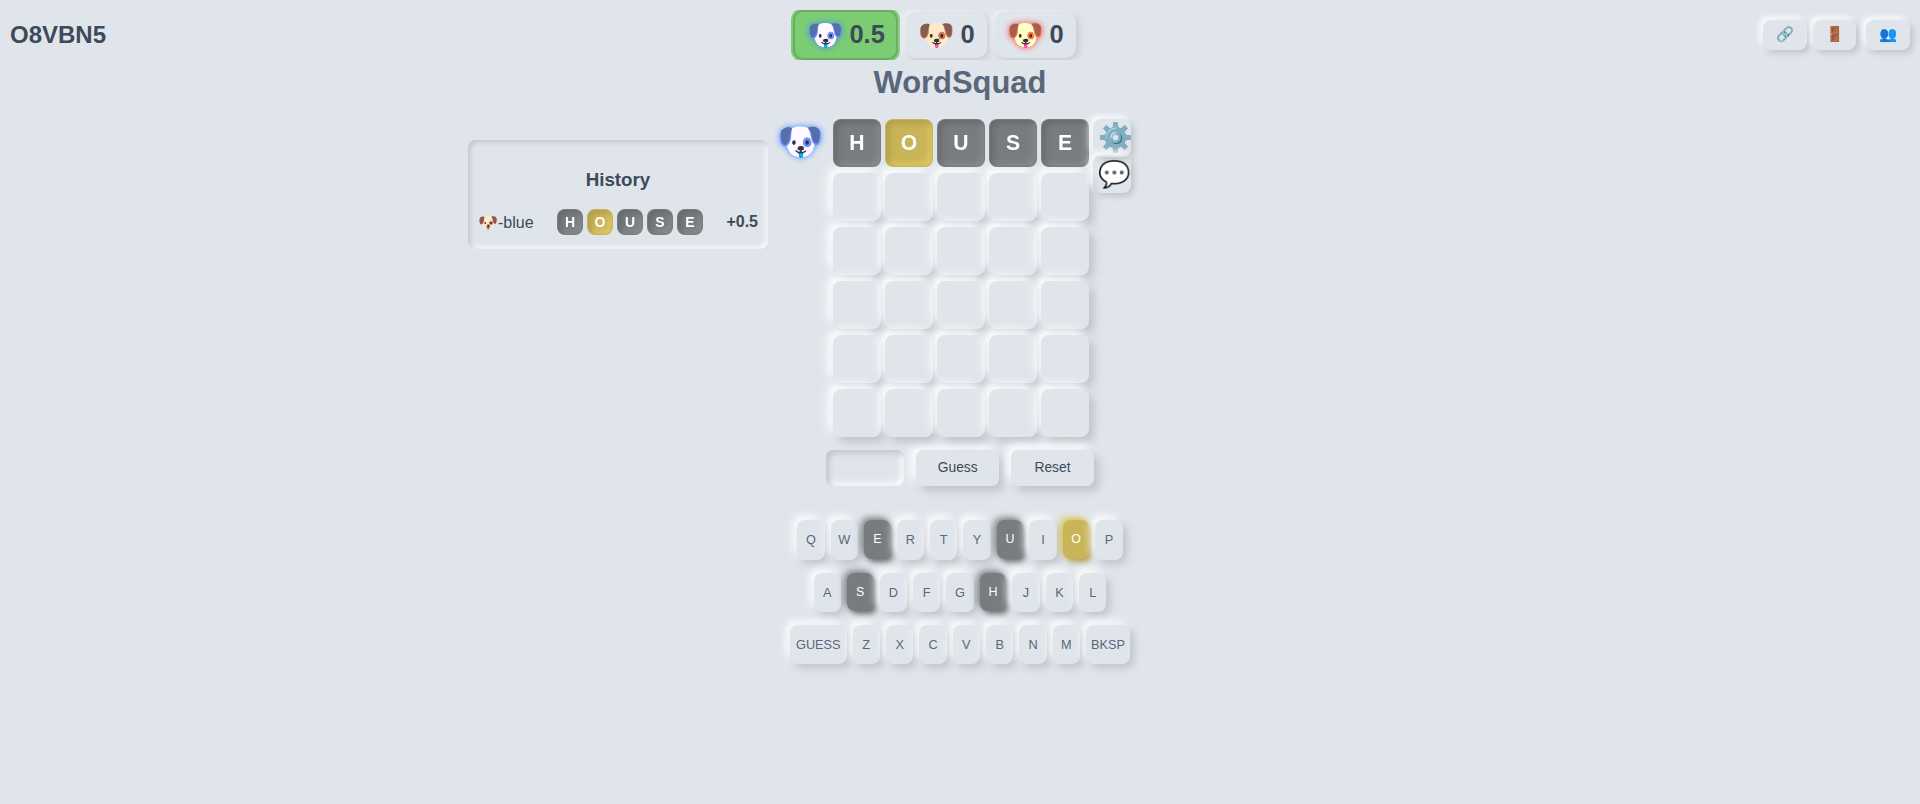 O8VBN5
0.5 0 0
WordSquad
H O U S E
History
-blue H O U S E +0.5
Guess Reset
Q W E R T Y U I O P
A S D F G H J K L
GUESS Z X C V B N M BKSP